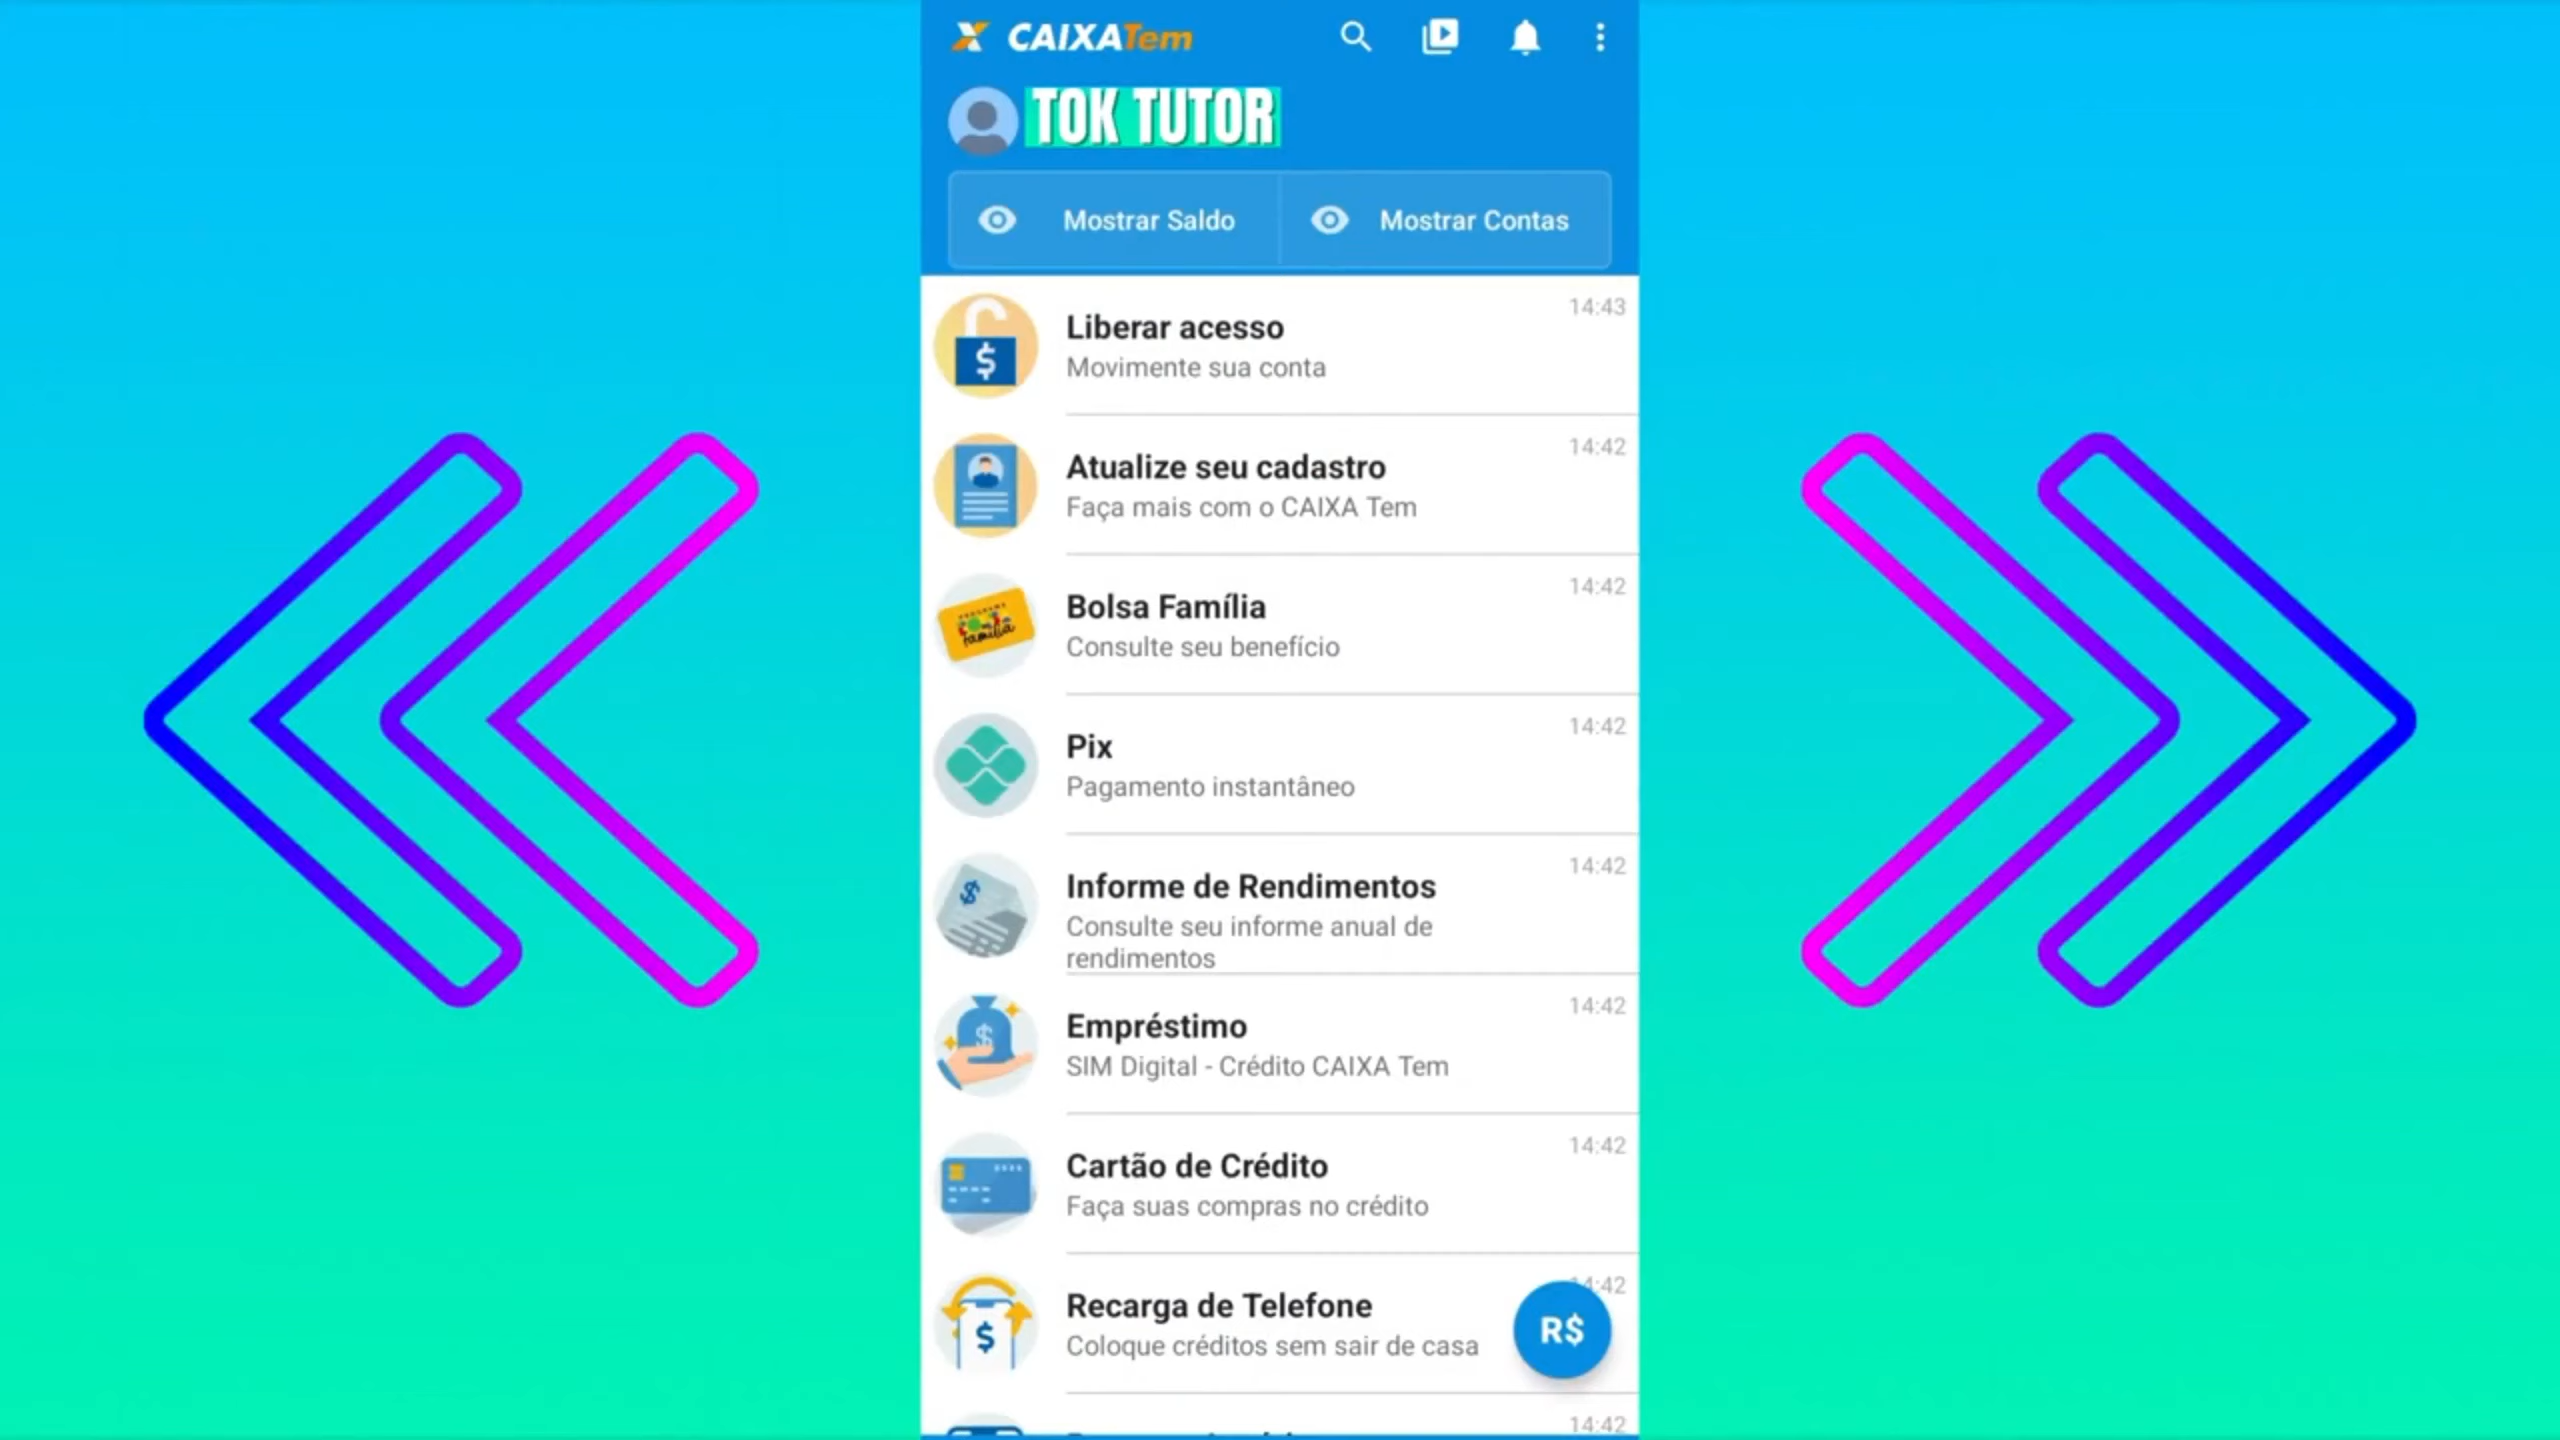 CAIXATem
TOK TUTOR
Mostrar Saldo
Mostrar Contas
14:43
Liberar acesso
Movimente sua conta
14:42
Atualize seu cadastro
Faça mais com o CAIXA Tem
14:42
Bolsa Família
Consulte seu benefício
PROGRAMA
família
14:42
Pix
Pagamento instantâneo
14:42
Informe de Rendimentos
Consulte seu informe anual de
rendimentos
14:42
Empréstimo
SIM Digital - Crédito CAIXA Tem
14:42
Cartão de Crédito
Faça suas compras no crédito
Recarga de Telefone
Coloque créditos sem sair de casa
R$
14:42